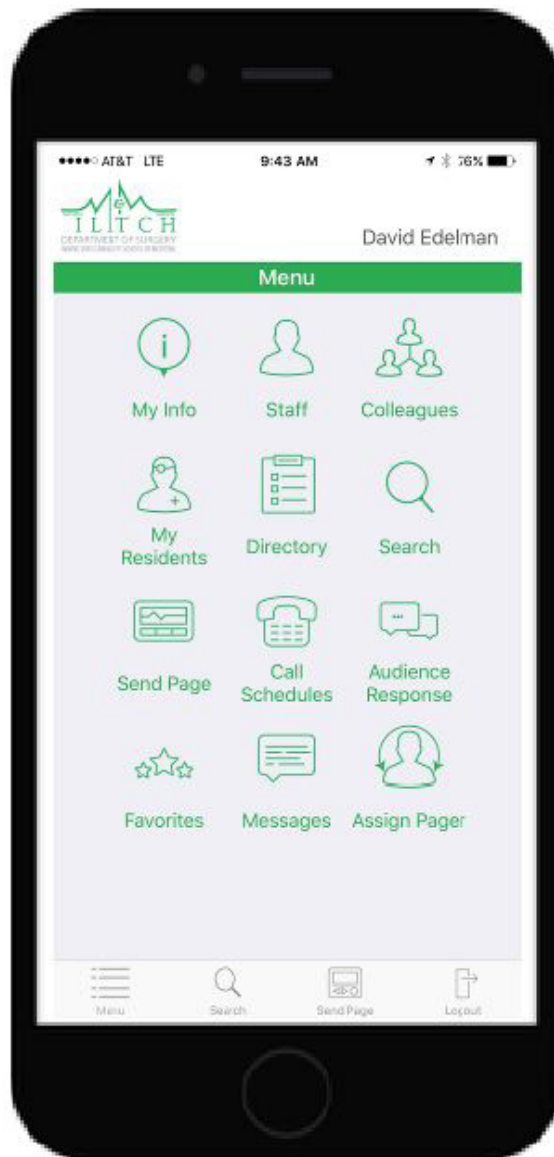 ●●●●○ AT&T LTE 9:43 AM 76%
M&
ILITCH
DEPARTMENT OF SURGERY
David Edelman
Menu
i
My Info Staff Colleagues
My
Residents Directory Search
Send Page Call
Schedules Audience
Response
Favorites Messages Assign Pager
Menu Search Send Page Logout